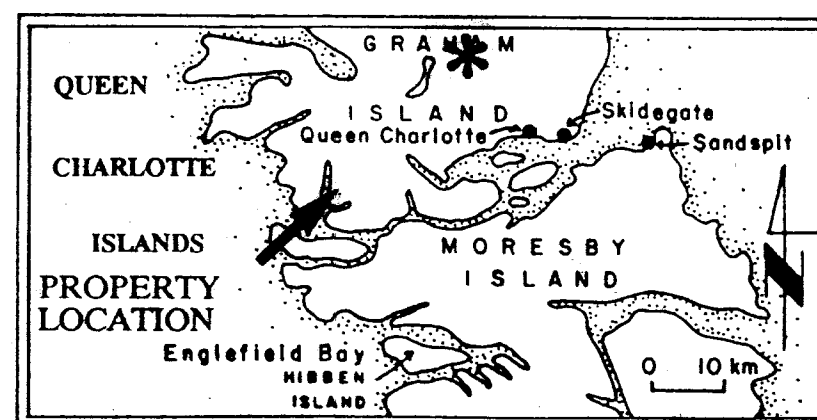 GRAHAM
QUEEN
ISLAND
Skidegate
Queen Charlotte
Sandspit
CHARLOTTE
ISLANDS
MORESBY
ISLAND
PROPERTY
LOCATION
N
Englefield Bay
HIBBEN
ISLAND
0 10 km